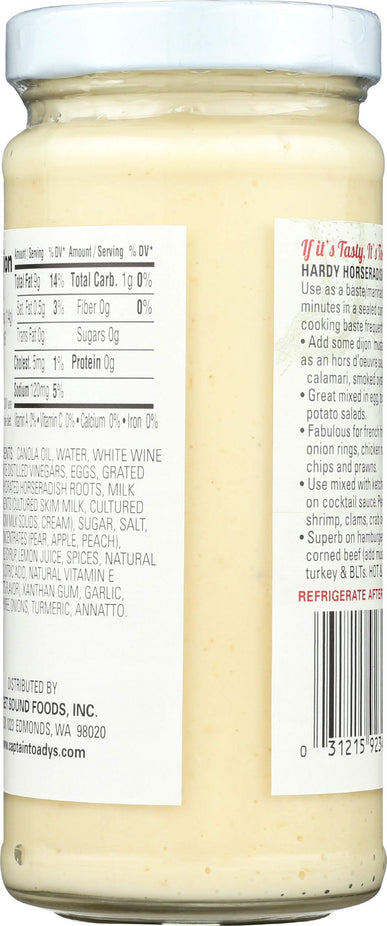 Amount / Serving % DV* Amount / Serving % DV*
Total Fat 9g 14% Total Carb. 1g 0%
Sat. Fat 0.5g 3% Fiber 0g 0%
Trans Fat 0g Sugars 0g
Cholest. 5mg 1% Protein 0g
Sodium 120mg 5%
Vitamin A 0% • Vitamin C 0% • Calcium 0% • Iron 0%
CANOLA OIL, WATER, WHITE WINE
DISTILLED VINEGARS, EGGS, GRATED
HORSERADISH ROOTS, MILK
CULTURED SKIM MILK, CULTURED
MILK SOLIDS, CREAM), SUGAR, SALT,
(PEAR, APPLE, PEACH),
LEMON JUICE, SPICES, NATURAL
ACID, NATURAL VITAMIN E
XANTHAN GUM, GARLIC,
ONIONS, TURMERIC, ANNATTO.
DISTRIBUTED BY
SOUND FOODS, INC.
EDMONDS, WA 98020
www.captaintoadys.com
If it's Tasty, It's
HARDY HORSERADIS
Use as a baste/marinad
minutes in a sealed
cooking baste frequent
• Add some dijon
as an hors d'oeuvre
calamari, smoked
• Great mixed in egg,
potato salads.
• Fabulous for french
onion rings, chicken
chips and prawns.
• Use mixed with
on cocktail sauce.
shrimp, clams, crab
• Superb on hamburge
corned beef (add
turkey & BLTs. HOT &
REFRIGERATE AFTER
0 31215 923